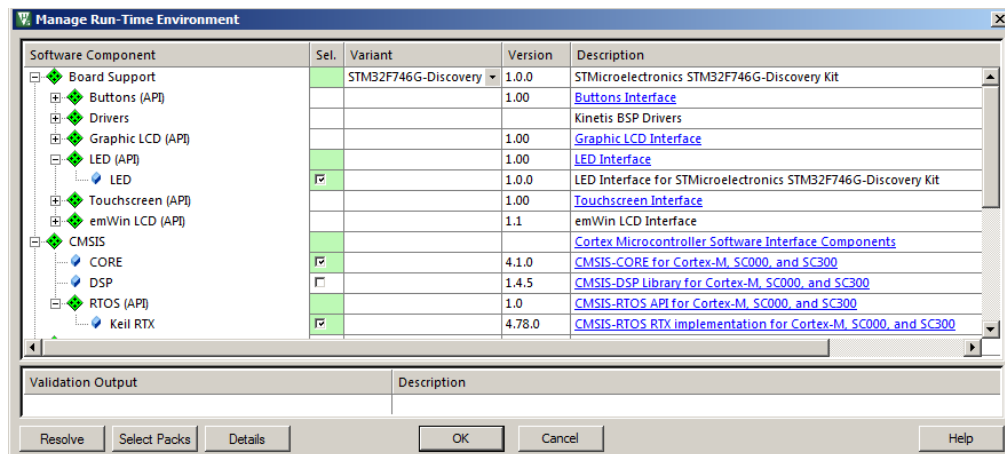 Manage Run-Time Environment
Software Component Sel. Variant Version Description
Board Support STM32F746G-Discovery 1.0.0 STMicroelectronics STM32F746G-Discovery Kit
Buttons (API) 1.00 Buttons Interface
Drivers Kinetis BSP Drivers
Graphic LCD (API) 1.00 Graphic LCD Interface
LED (API) 1.00 LED Interface
LED 1.0.0 LED Interface for STMicroelectronics STM32F746G-Discovery Kit
Touchscreen (API) 1.00 Touchscreen Interface
emWin LCD (API) 1.1 emWin LCD Interface
CMSIS Cortex Microcontroller Software Interface Components
CORE 4.1.0 CMSIS-CORE for Cortex-M, SC000, and SC300
DSP 1.4.5 CMSIS-DSP Library for Cortex-M, SC000, and SC300
RTOS (API) 1.0 CMSIS-RTOS API for Cortex-M, SC000, and SC300
Keil RTX 4.78.0 CMSIS-RTOS RTX implementation for Cortex-M, SC000, and SC300
Validation Output Description
Resolve Select Packs Details OK Cancel Help